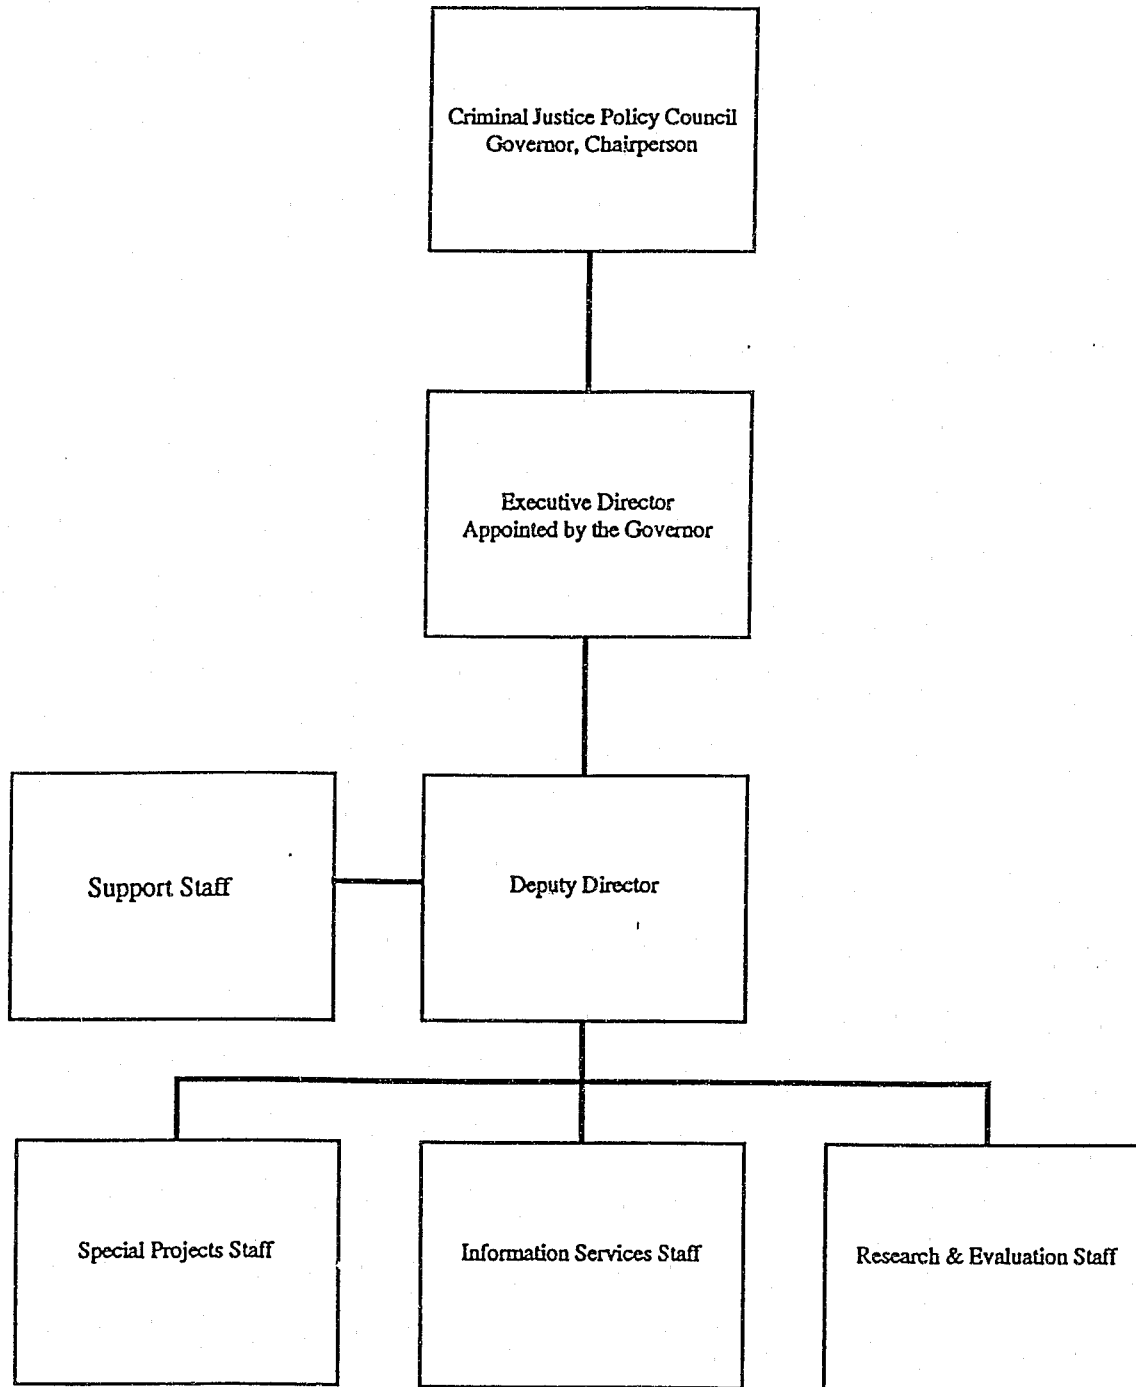 Criminal Justice Policy Council
Governor, Chairperson
Executive Director
Appointed by the Governor
Support Staff
Deputy Director
Special Projects Staff
Information Services Staff
Research & Evaluation Staff